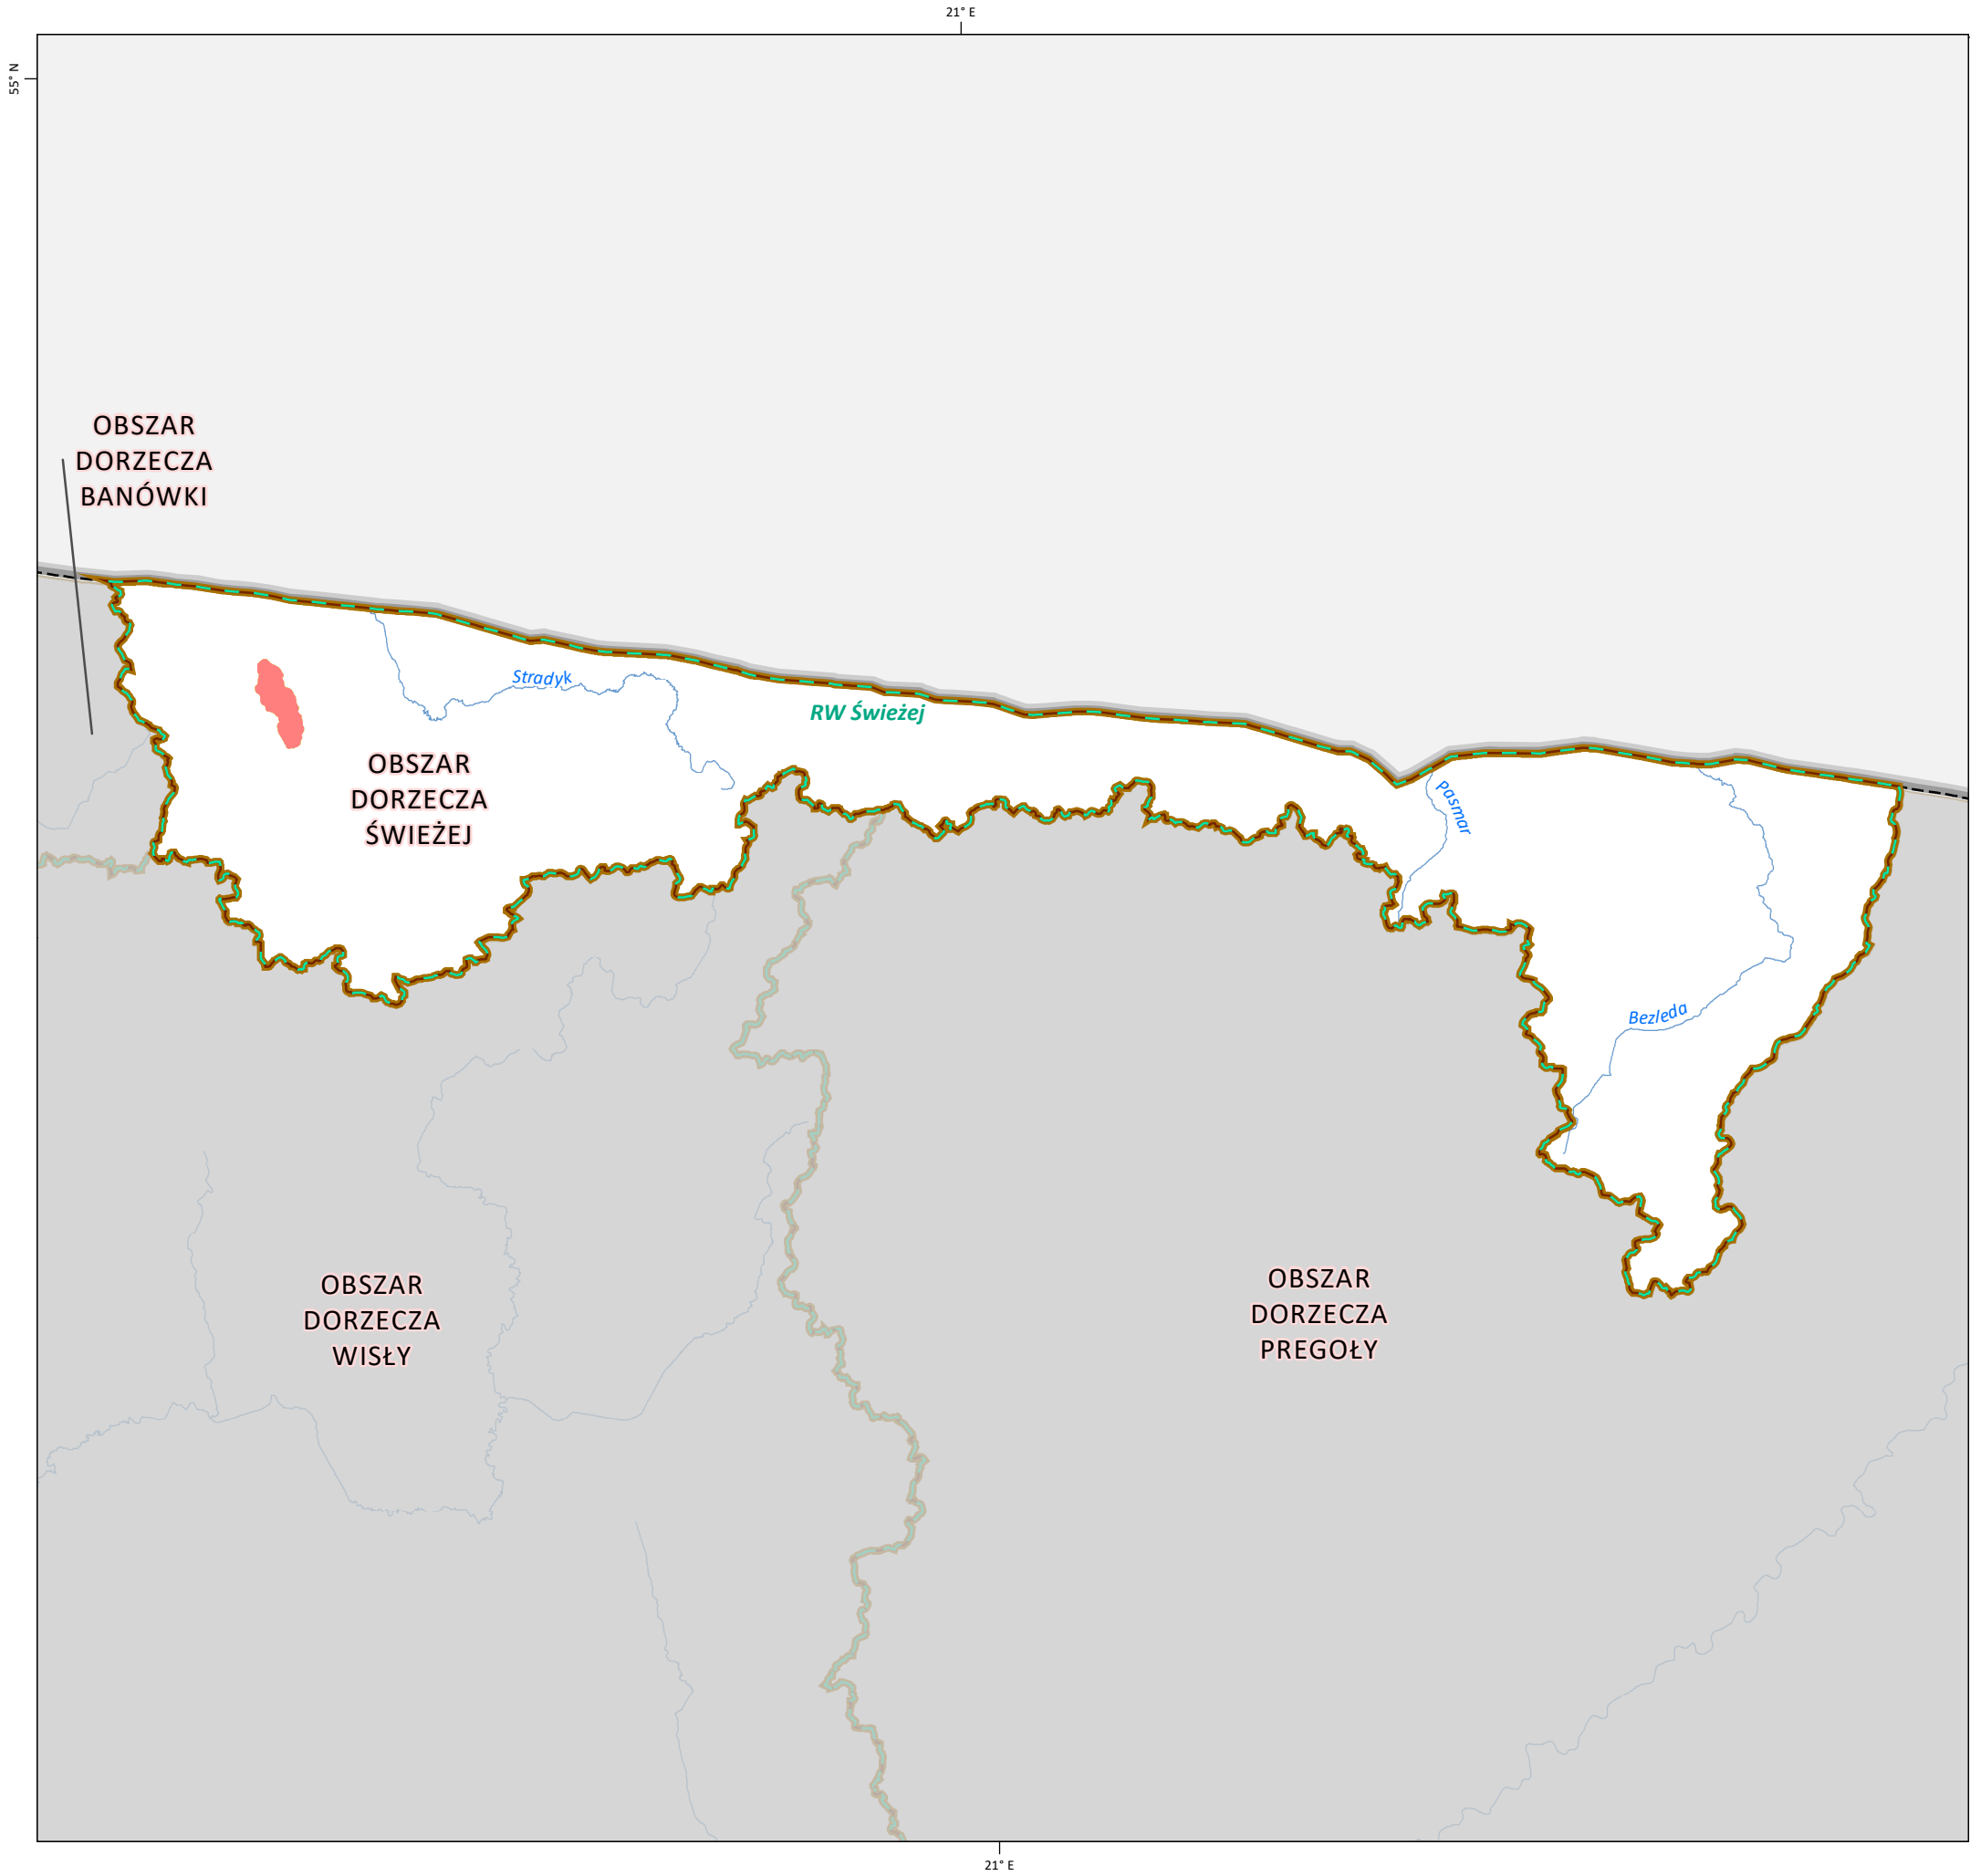 21° E
55° N
OBSZAR
DORZECZA
BANÓWKI
Stradyk
RW Świeżej
OBSZAR
DORZECZA
ŚWIEŻEJ
Pasmar
Bezleda
OBSZAR
DORZECZA
WISŁY
OBSZAR
DORZECZA
PREGOŁY
21° E